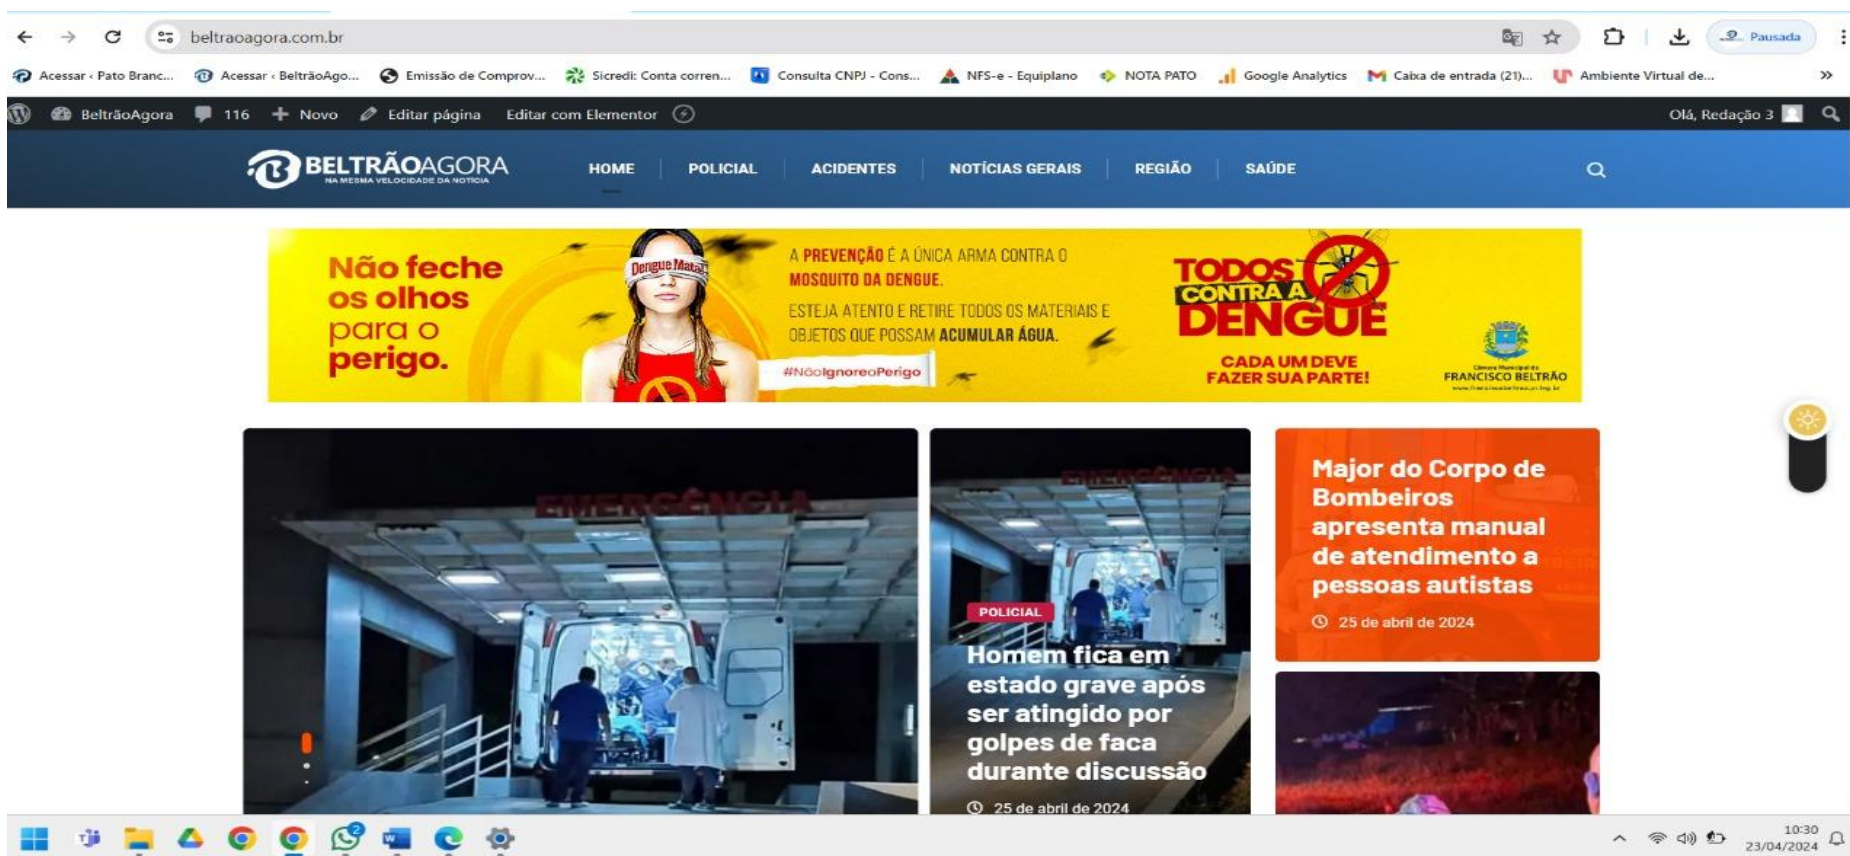 beltraoagora.com.br
Pausada
Acessar ‹ Pato Branc...
Acessar ‹ BeltrãoAgo...
Emissão de Comprov...
Sicredi: Conta corren...
Consulta CNPJ - Cons...
NFS-e - Equiplano
NOTA PATO
Google Analytics
Caixa de entrada (21)...
Ambiente Virtual de...
BeltrãoAgora
116
Novo
Editar página
Editar com Elementor
Olá, Redação 3
BELTRÃOAGORA
NA MESMA VELOCIDADE DA NOTÍCIA
HOME
POLICIAL
ACIDENTES
NOTÍCIAS GERAIS
REGIÃO
SAÚDE
Não feche
os olhos
para o
perigo.
Dengue Mata!
A PREVENÇÃO É A ÚNICA ARMA CONTRA O
MOSQUITO DA DENGUE.
ESTEJA ATENTO E RETIRE TODOS OS MATERIAIS E
OBJETOS QUE POSSAM ACUMULAR ÁGUA.
#NãoIgnoreoPerigo
TODOS
CONTRA A
DENGUE
CADA UM DEVE
FAZER SUA PARTE!
Câmara Municipal de
FRANCISCO BELTRÃO
EMERGÊNCIA
EMERGÊNCIA
POLICIAL
Homem fica em
estado grave após
ser atingido por
golpes de faca
durante discussão
25 de abril de 2024
Major do Corpo de
Bombeiros
apresenta manual
de atendimento a
pessoas autistas
25 de abril de 2024
2
10:30
23/04/2024